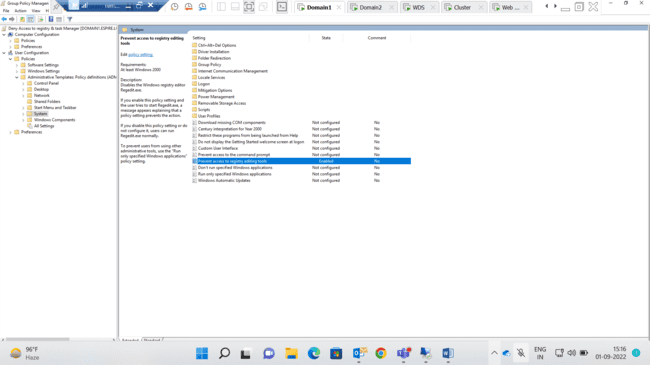 Group Policy Managem
File Action View H
Domain1
Domain2
WDS
Cluster
Web ...
Deny Access to registry & task Manager [DOMAIN1.ESPIRE.L
Computer Configuration
Policies
Preferences
User Configuration
Policies
Software Settings
Windows Settings
Administrative Templates: Policy definitions (ADM
Control Panel
Desktop
Network
Shared Folders
Start Menu and Taskbar
System
Windows Components
All Settings
Preferences
System
Prevent access to registry editing tools
Edit policy setting.
Requirements:
At least Windows 2000
Description:
Disables the Windows registry editor
Regedit.exe.
If you enable this policy setting and
the user tries to start Regedit.exe, a
message appears explaining that a
policy setting prevents the action.
If you disable this policy setting or do
not configure it, users can run
Regedit.exe normally.
To prevent users from using other
administrative tools, use the "Run
only specified Windows applications"
policy setting.
Setting State Comment
Ctrl+Alt+Del Options
Driver Installation
Folder Redirection
Group Policy
Internet Communication Management
Locale Services
Logon
Mitigation Options
Power Management
Removable Storage Access
Scripts
User Profiles
Download missing COM components Not configured No
Century interpretation for Year 2000 Not configured No
Restrict these programs from being launched from Help Not configured No
Do not display the Getting Started welcome screen at logon Not configured No
Custom User Interface Not configured No
Prevent access to the command prompt Not configured No
Prevent access to registry editing tools Enabled No
Don't run specified Windows applications Not configured No
Run only specified Windows applications Not configured No
Windows Automatic Updates Not configured No
Extended Standard
96°F
Haze
ENG
IN
15:16
01-09-2022